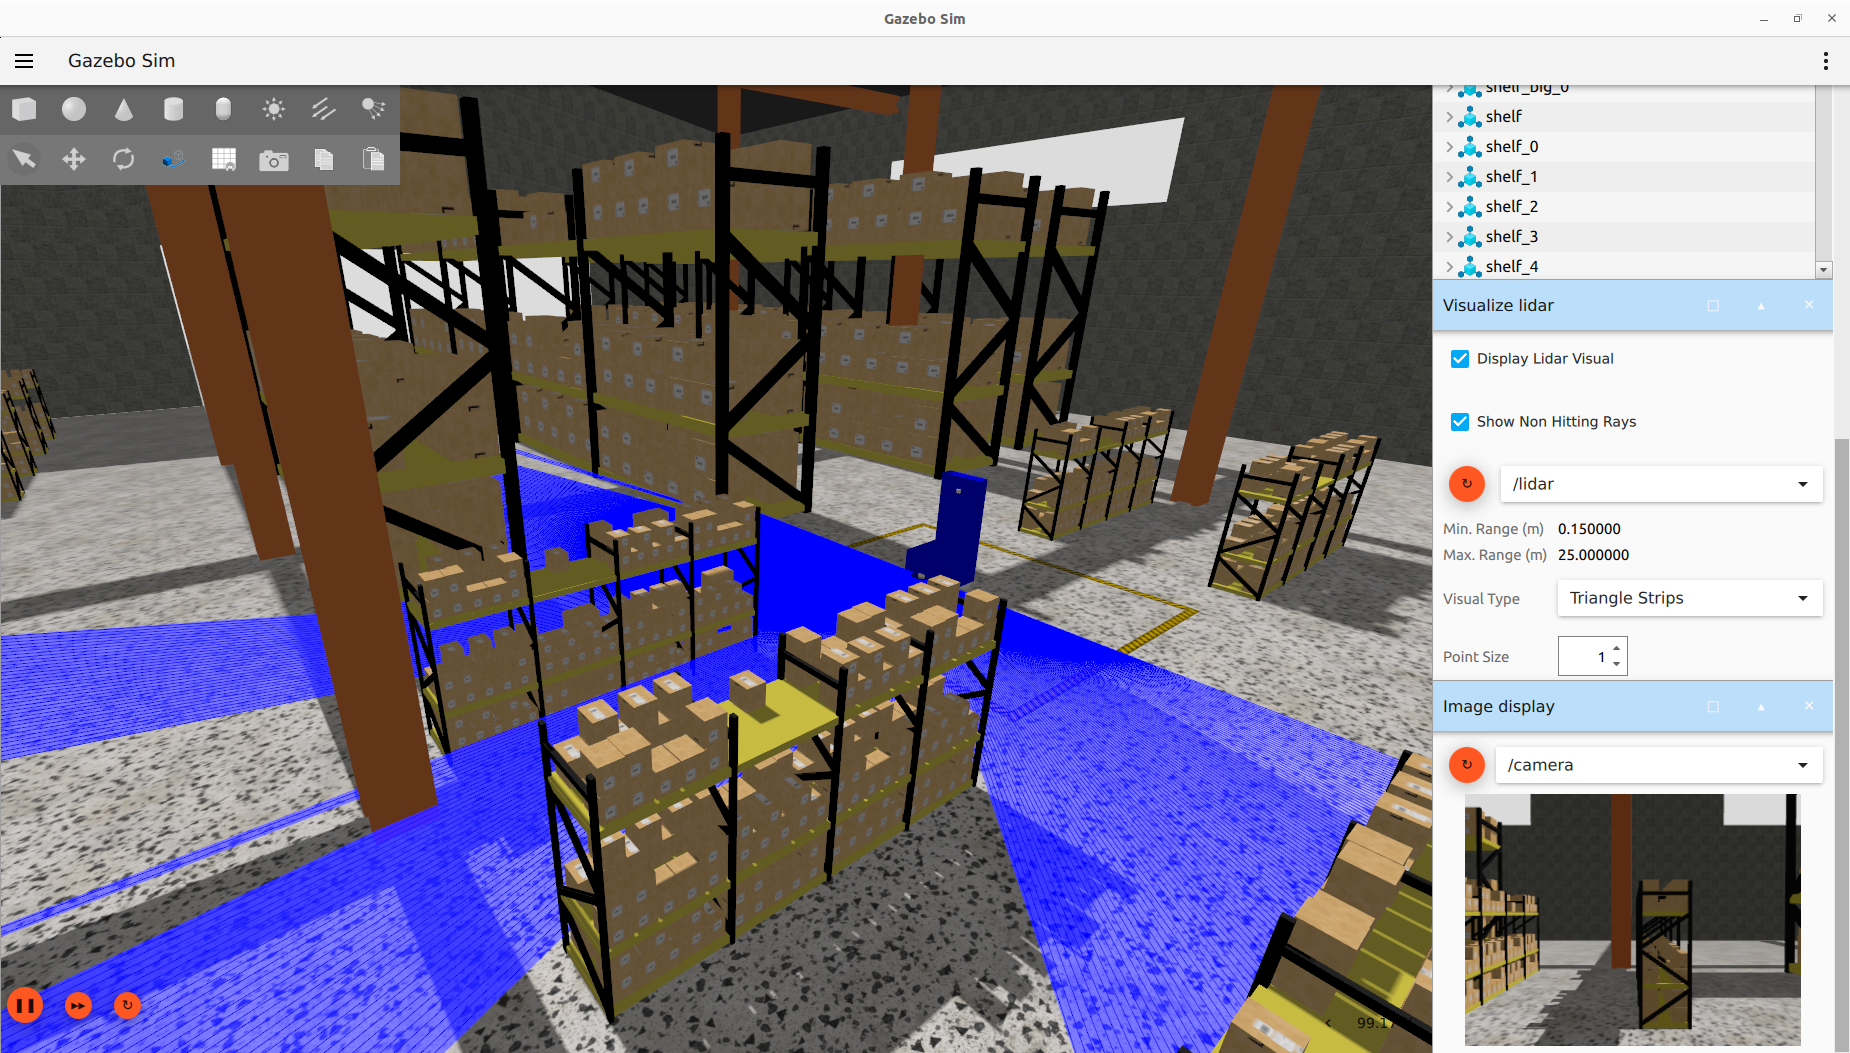 Gazebo Sim
Gazebo Sim
shelf_big_0
shelf
shelf_0
shelf_1
shelf_2
shelf_3
shelf_4
Visualize lidar
Display Lidar Visual
Show Non Hitting Rays
/lidar
Min. Range (m) 0.150000
Max. Range (m) 25.000000
Visual Type Triangle Strips
Point Size 1
Image display
/camera